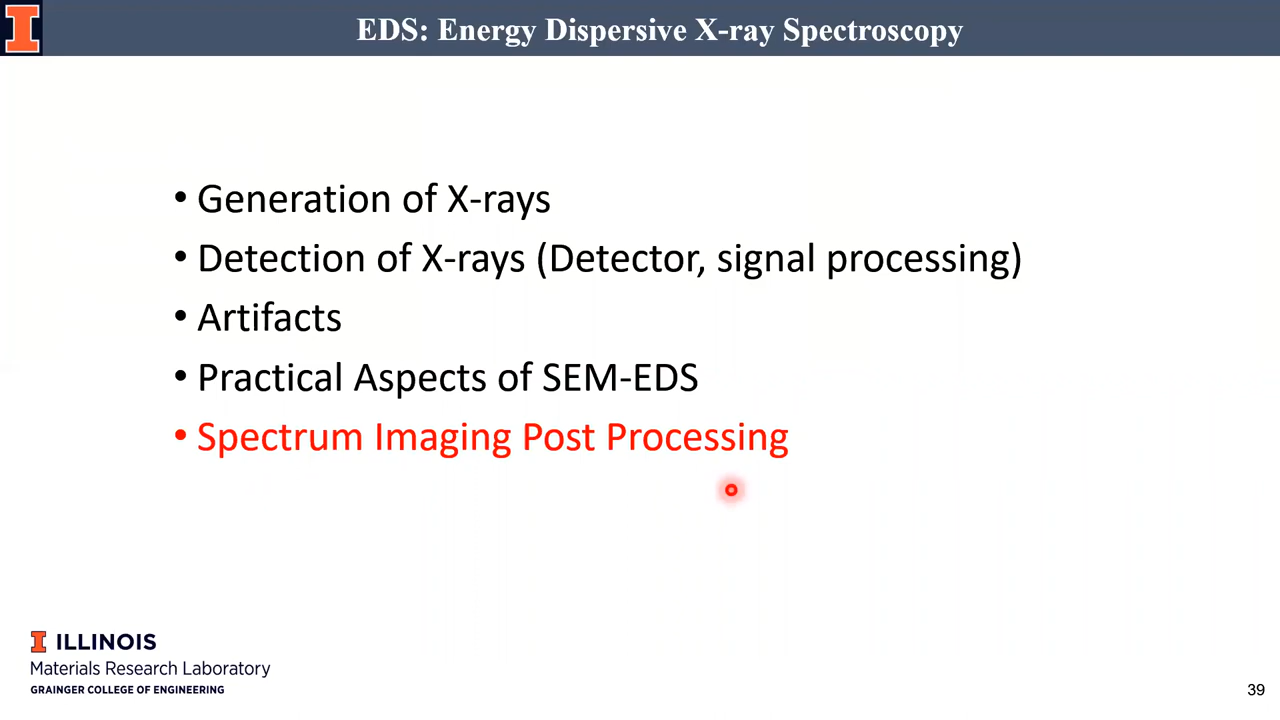 EDS: Energy Dispersive X-ray Spectroscopy
• Generation of X-rays
• Detection of X-rays (Detector, signal processing)
• Artifacts
• Practical Aspects of SEM-EDS
• Spectrum Imaging Post Processing
I ILLINOIS
Materials Research Laboratory
GRAINGER COLLEGE OF ENGINEERING
39